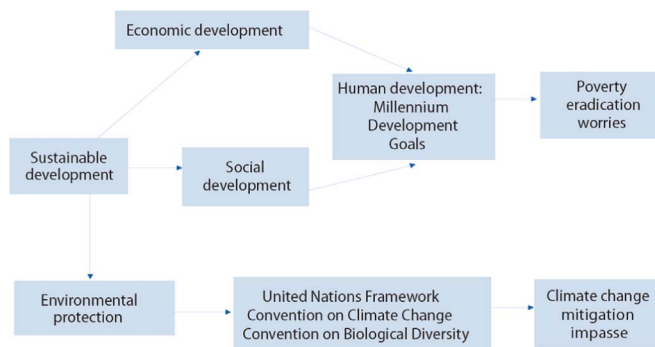 Economic development
Human development:
Millennium
Development
Goals
Poverty
eradication
worries
Sustainable
development
Social
development
Environmental
protection
United Nations Framework
Convention on Climate Change
Convention on Biological Diversity
Climate change
mitigation
impasse